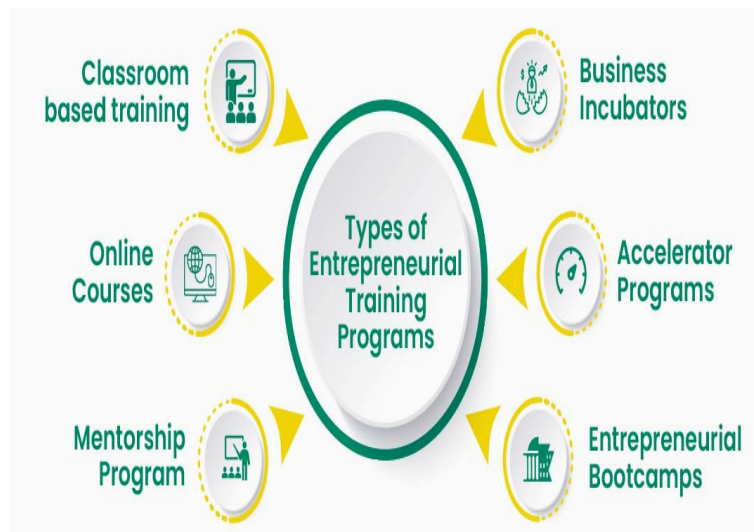 Classroom
based training
Online
Courses
Mentorship
Program
Types of
Entrepreneurial
Training
Programs
Business
Incubators
Accelerator
Programs
Entrepreneurial
Bootcamps